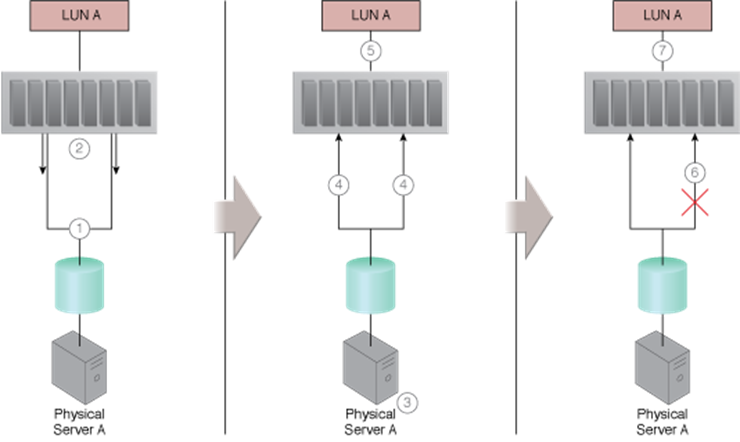 LUN A
LUN A
LUN A
5
7
2
4
4
6
1
3
Physical
Server A
Physical
Server A
Physical
Server A